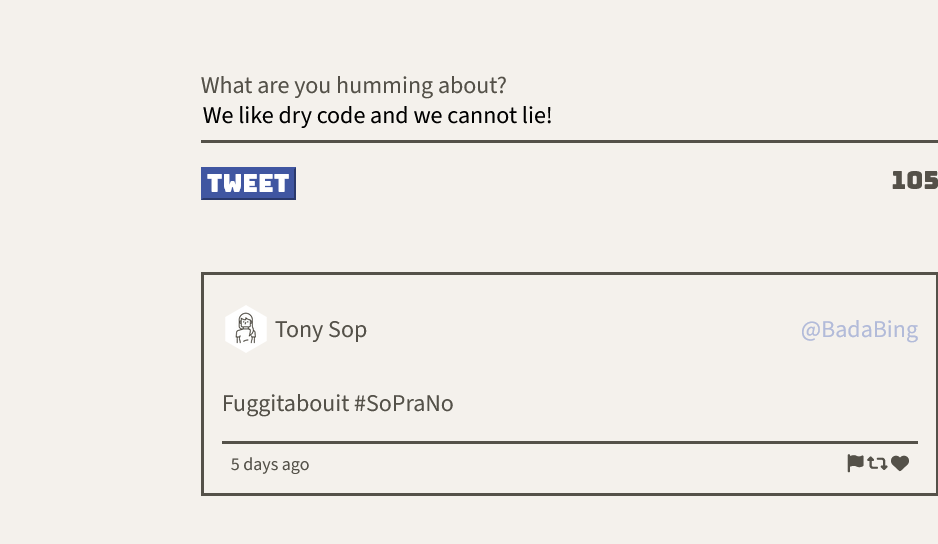 What are you humming about?
We like dry code and we cannot lie!
TWEET
105
Tony Sop
@BadaBing
Fuggitabouit #SoPraNo
5 days ago